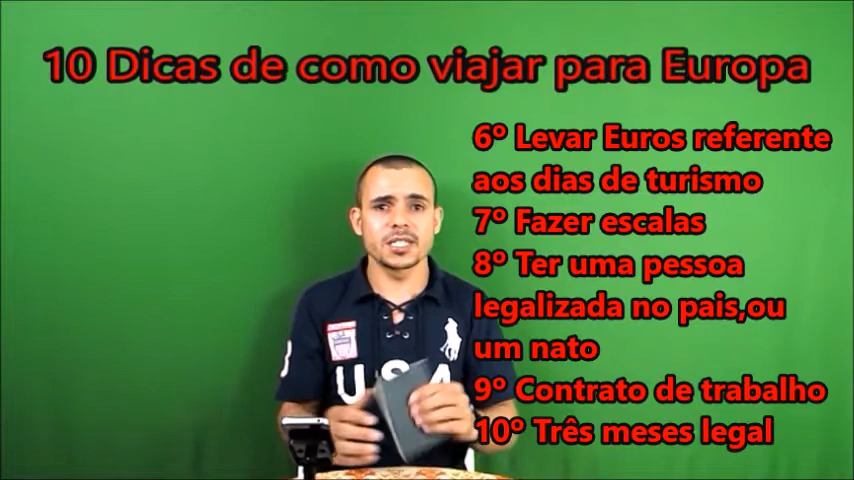 10 Dicas de como viajar para Europa
6º Levar Euros referente
aos dias de turismo
7º Fazer escalas
8º Ter uma pessoa
legalizada no pais,ou
um nato
9º Contrato de trabalho
10º Três meses legal
USA